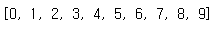 [0, 1, 2, 3, 4, 5, 6, 7, 8, 9]